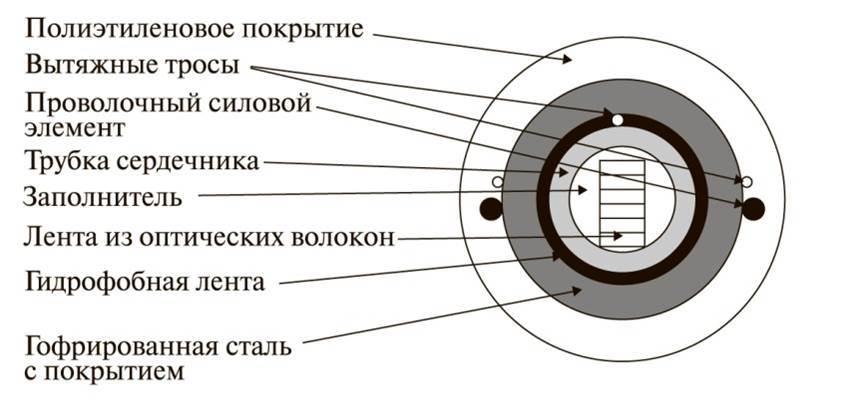 Полиэтиленовое покрытие
Вытяжные тросы
Проволочный силовой
элемент
Трубка сердечника
Заполнитель
Лента из оптических волокон
Гидрофобная лента
Гофрированная сталь
с покрытием